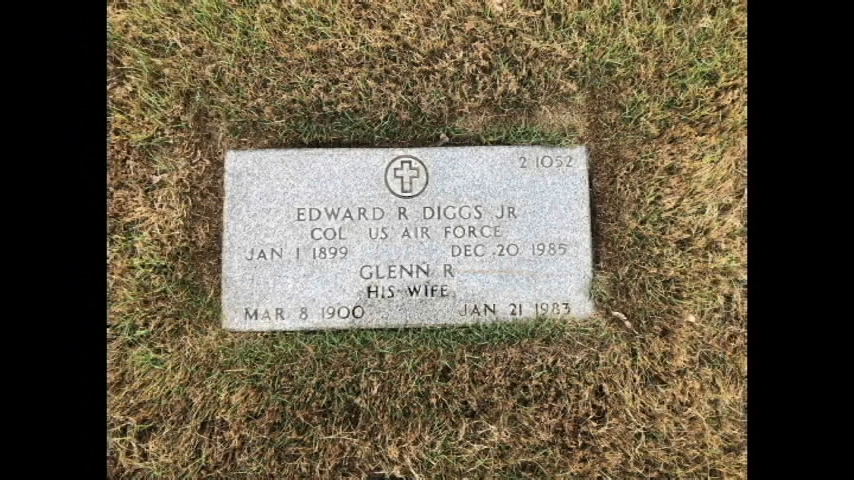 2 1052
EDWARD R DIGGS JR
COL US AIR FORCE
JAN 1 1899 DEC 20 1985
GLENN R
HIS WIFE
MAR 8 1900 JAN 21 1983